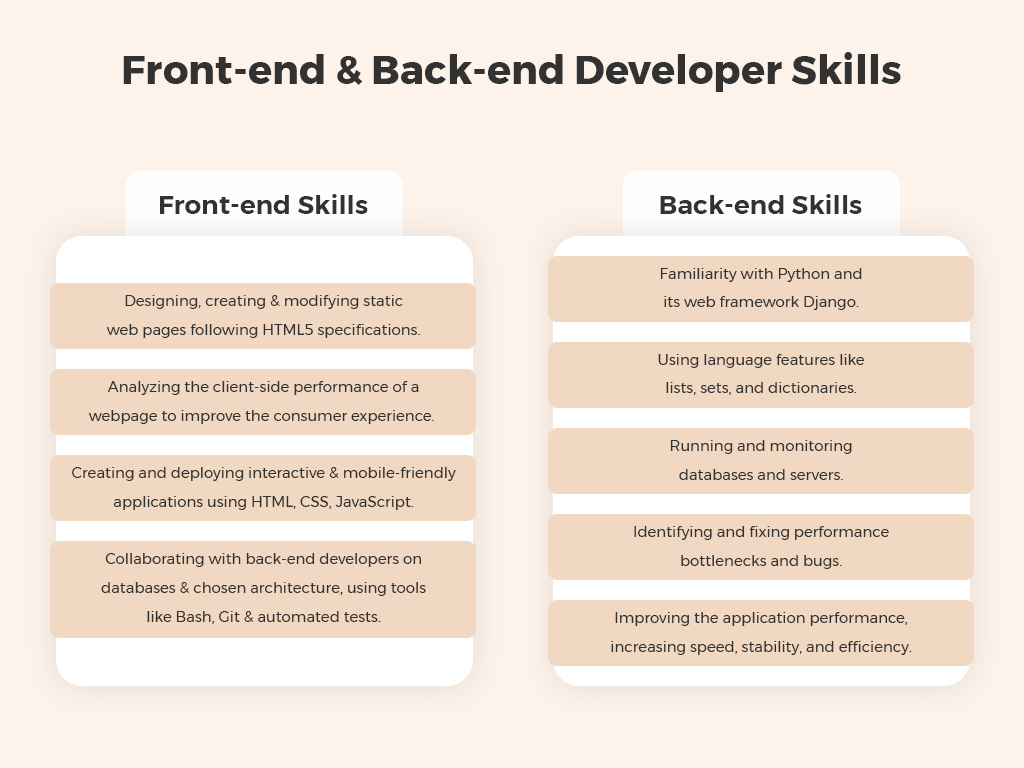 Front-end & Back-end Developer Skills
Front-end Skills
Designing, creating & modifying static
web pages following HTML5 specifications.
Analyzing the client-side performance of a
webpage to improve the consumer experience.
Creating and deploying interactive & mobile-friendly
applications using HTML, CSS, JavaScript.
Collaborating with back-end developers on
databases & chosen architecture, using tools
like Bash, Git & automated tests.
Back-end Skills
Familiarity with Python and
its web framework Django.
Using language features like
lists, sets, and dictionaries.
Running and monitoring
databases and servers.
Identifying and fixing performance
bottlenecks and bugs.
Improving the application performance,
increasing speed, stability, and efficiency.